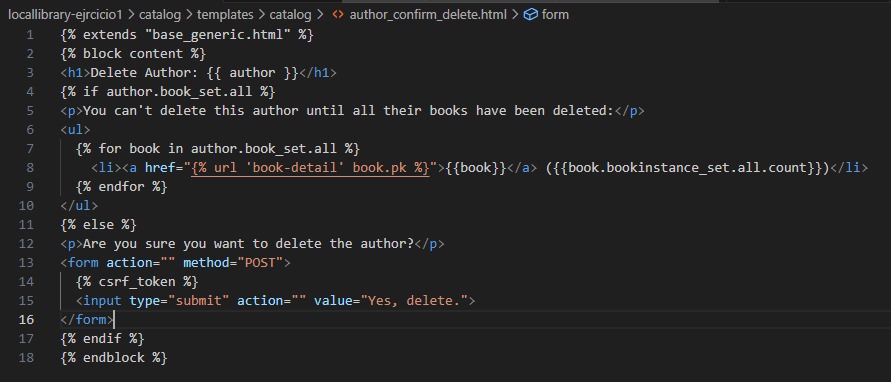 locallibrary-ejrcicio1 > catalog > templates > catalog > <> author_confirm_delete.html > form
1 {% extends "base_generic.html" %}
2 {% block content %}
3 <h1>Delete Author: {{ author }}</h1>
4 {% if author.book_set.all %}
5 <p>You can't delete this author until all their books have been deleted:</p>
6 <ul>
7 {% for book in author.book_set.all %}
8 <li><a href="{% url 'book-detail' book.pk %}">{{book}}</a> ({{book.bookinstance_set.all.count}})</li>
9 {% endfor %}
10 </ul>
11 {% else %}
12 <p>Are you sure you want to delete the author?</p>
13 <form action="" method="POST">
14 {% csrf_token %}
15 <input type="submit" action="" value="Yes, delete.">
16 </form>
17 {% endif %}
18 {% endblock %}